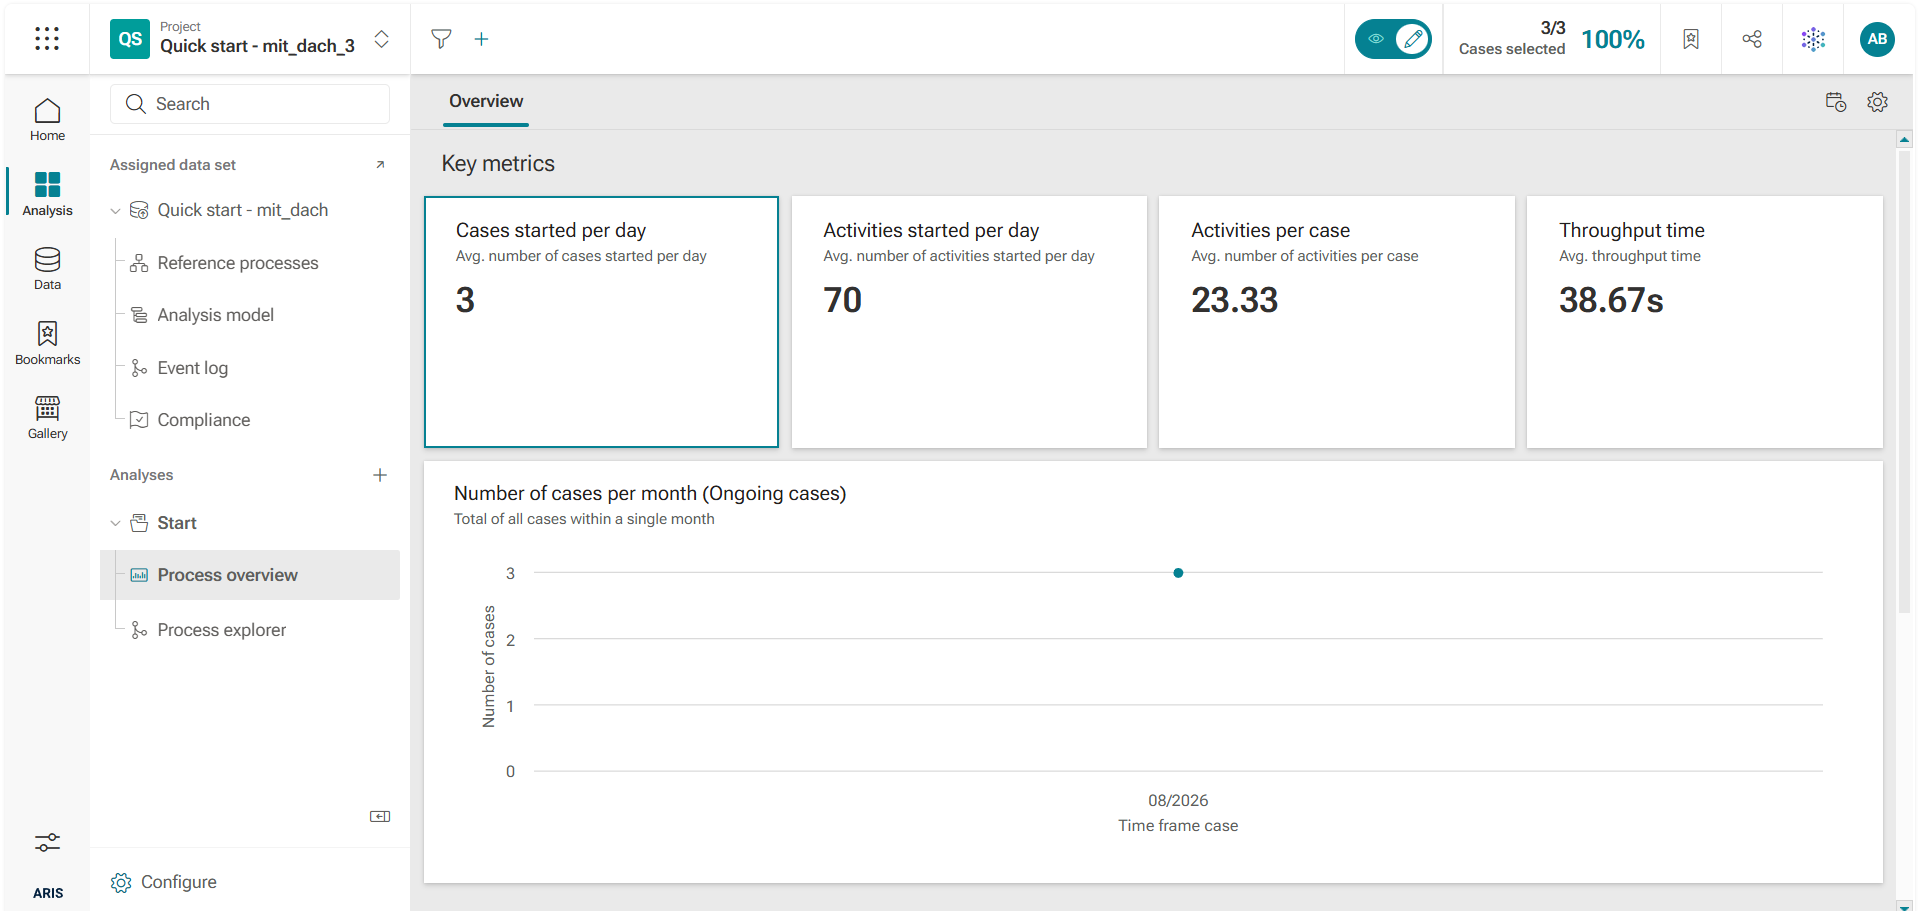 QS
Project
Quick start - mit_dach_3
3/3
Cases selected
100%
AB
Home
Analysis
Data
Bookmarks
Gallery
ARIS
Search
Assigned data set
Quick start - mit_dach
Reference processes
Analysis model
Event log
Compliance
Analyses
Start
Process overview
Process explorer
Configure
Overview
Key metrics
Cases started per day
Avg. number of cases started per day
3
Activities started per day
Avg. number of activities started per day
70
Activities per case
Avg. number of activities per case
23.33
Throughput time
Avg. throughput time
38.67s
Number of cases per month (Ongoing cases)
Total of all cases within a single month
Number of cases
3
2
1
0
08/2026
Time frame case